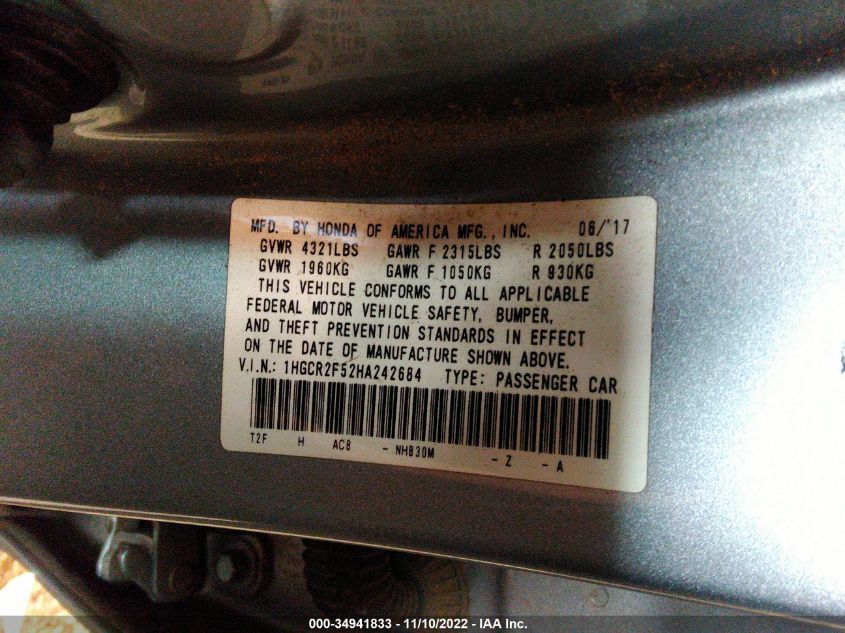 MFD. BY HONDA OF AMERICA MFG., INC. 06/'17
GVWR 4321LBS GAWR F 2315LBS R 2050LBS
GVWR 1960KG GAWR F 1050KG R 930KG
THIS VEHICLE CONFORMS TO ALL APPLICABLE
FEDERAL MOTOR VEHICLE SAFETY, BUMPER,
AND THEFT PREVENTION STANDARDS IN EFFECT
ON THE DATE OF MANUFACTURE SHOWN ABOVE.
V.I.N.: 1HGCR2F52HA242684 TYPE: PASSENGER CAR
T2F H AC8 - NH830M - Z - A
000-34941833 - 11/10/2022 - IAA Inc.